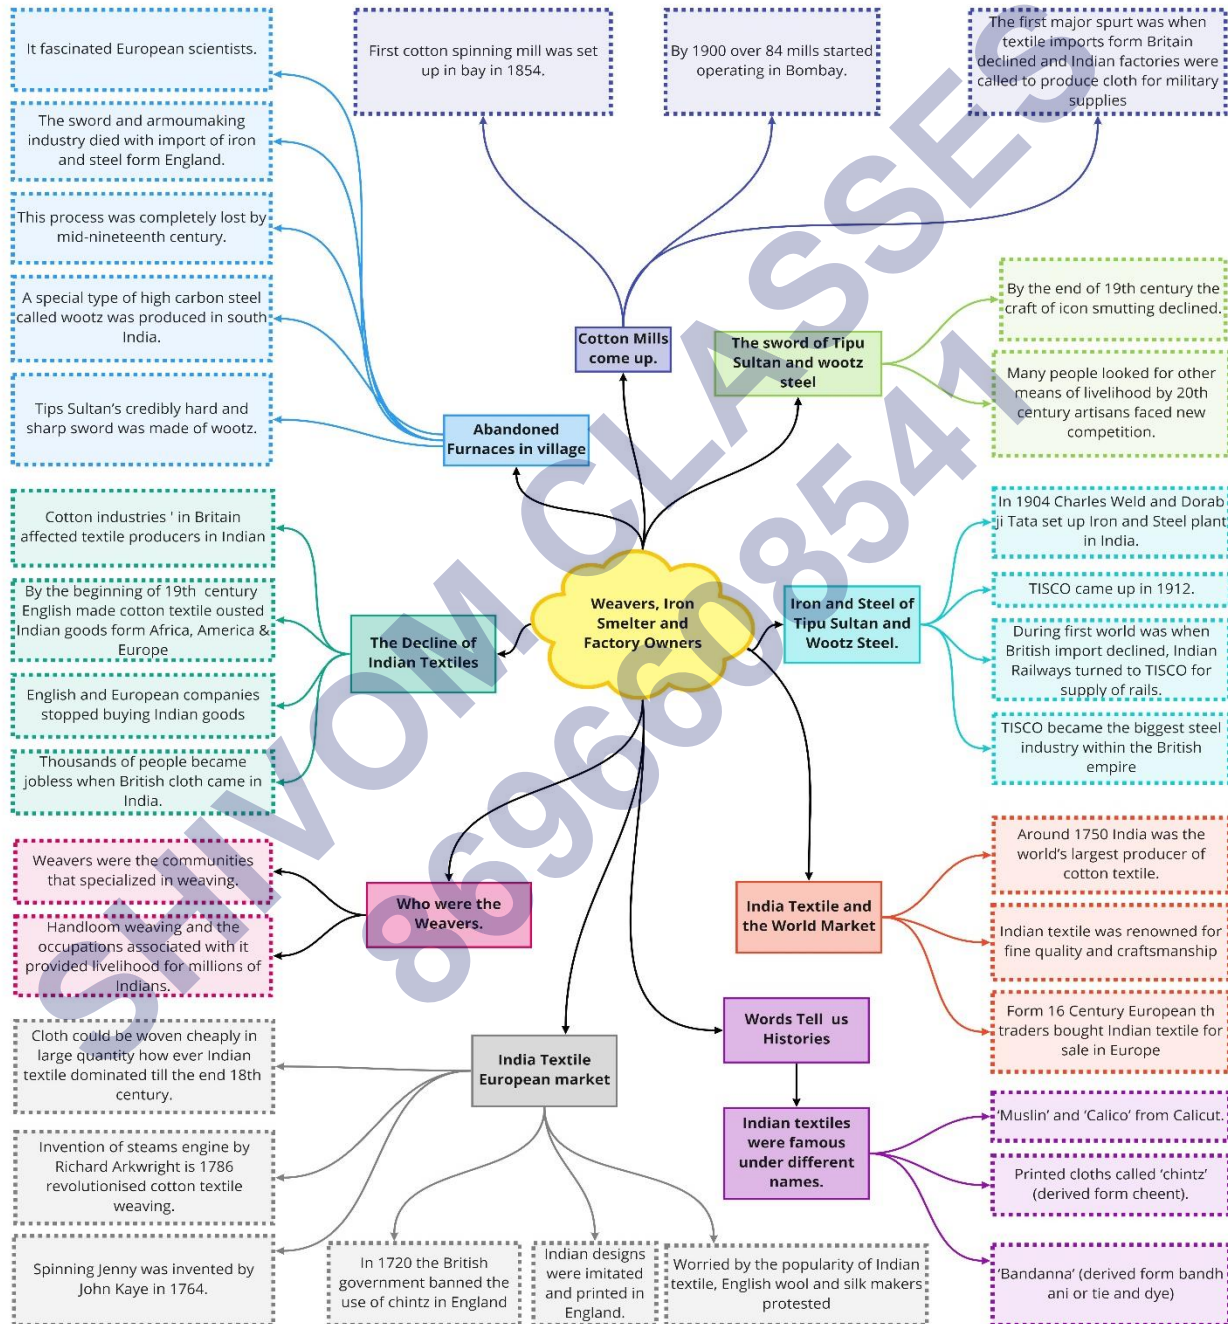 It fascinated European scientists.
The sword and armoumaking
industry died with import of iron
and steel form England.
This process was completely lost by
mid-nineteenth century.
A special type of high carbon steel
called wootz was produced in south
India.
Tips Sultan's credibly hard and
sharp sword was made of wootz.
Abandoned
Furnaces in village
First cotton spinning mill was set
up in bay in 1854.
By 1900 over 84 mills started
operating in Bombay.
The first major spurt was when
textile imports form Britain
declined and Indian factories were
called to produce cloth for military
supplies
Cotton Mills
come up.
The sword of Tipu
Sultan and wootz
steel
By the end of 19th century the
craft of icon smutting declined.
Many people looked for other
means of livelihood by 20th
century artisans faced new
competition.
Weavers, Iron
Smelter and
Factory Owners
Iron and Steel of
Tipu Sultan and
Wootz Steel.
In 1904 Charles Weld and Dorab
ji Tata set up Iron and Steel plant
in India.
TISCO came up in 1912.
During first world was when
British import declined, Indian
Railways turned to TISCO for
supply of rails.
TISCO became the biggest steel
industry within the British
empire
Cotton industries ' in Britain
affected textile producers in Indian
By the beginning of 19th century
English made cotton textile ousted
Indian goods form Africa, America &
Europe
English and European companies
stopped buying Indian goods
Thousands of people became
jobless when British cloth came in
India.
The Decline of
Indian Textiles
Weavers were the communities
that specialized in weaving.
Handloom weaving and the
occupations associated with it
provided livelihood for millions of
Indians.
Who were the
Weavers.
India Textile and
the World Market
Around 1750 India was the
world's largest producer of
cotton textile.
Indian textile was renowned for
fine quality and craftsmanship
Form 16 Century European th
traders bought Indian textile for
sale in Europe
Cloth could be woven cheaply in
large quantity how ever Indian
textile dominated till the end 18th
century.
Invention of steams engine by
Richard Arkwright is 1786
revolutionised cotton textile
weaving.
Spinning Jenny was invented by
John Kaye in 1764.
India Textile
European market
In 1720 the British
government banned the
use of chintz in England
Indian designs
were imitated
and printed in
England.
Worried by the popularity of Indian
textile, English wool and silk makers
protested
Words Tell us
Histories
Indian textiles
were famous
under different
names.
'Muslin' and 'Calico' from Calicut.
Printed cloths called 'chintz'
(derived form cheent).
'Bandanna' (derived form bandh
ani or tie and dye)
SHIVOM CLASSES
8696608541